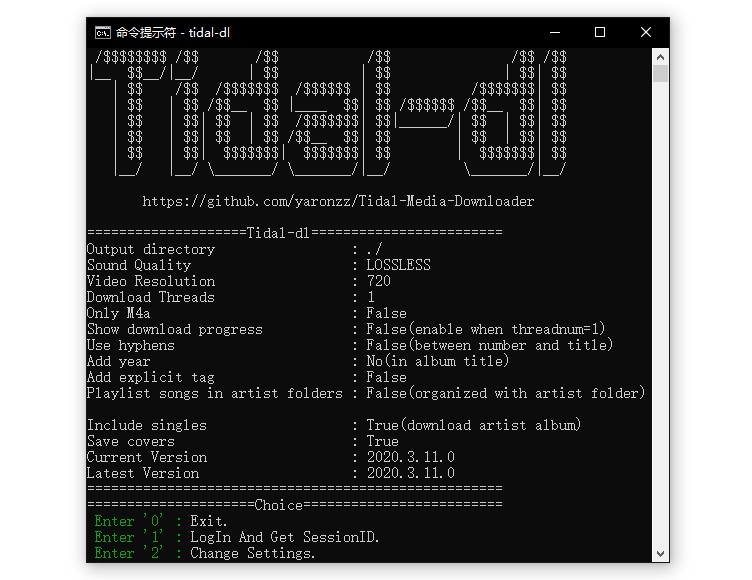 命令提示符 - tidal-dl
Tidal-dl
https://github.com/yaronzz/Tidal-Media-Downloader
====================Tidal-dl========================
Output directory : ./
Sound Quality : LOSSLESS
Video Resolution : 720
Download Threads : 1
Only M4a : False
Show download progress : False(enable when threadnum=1)
Use hyphens : False(between number and title)
Add year : No(in album title)
Add explicit tag : False
Playlist songs in artist folders : False(organized with artist folder)
Include singles : True(download artist album)
Save covers : True
Current Version : 2020.3.11.0
Latest Version : 2020.3.11.0
====================================================
=====================Choice=========================
Enter '0' : Exit.
Enter '1' : LogIn And Get SessionID.
Enter '2' : Change Settings.